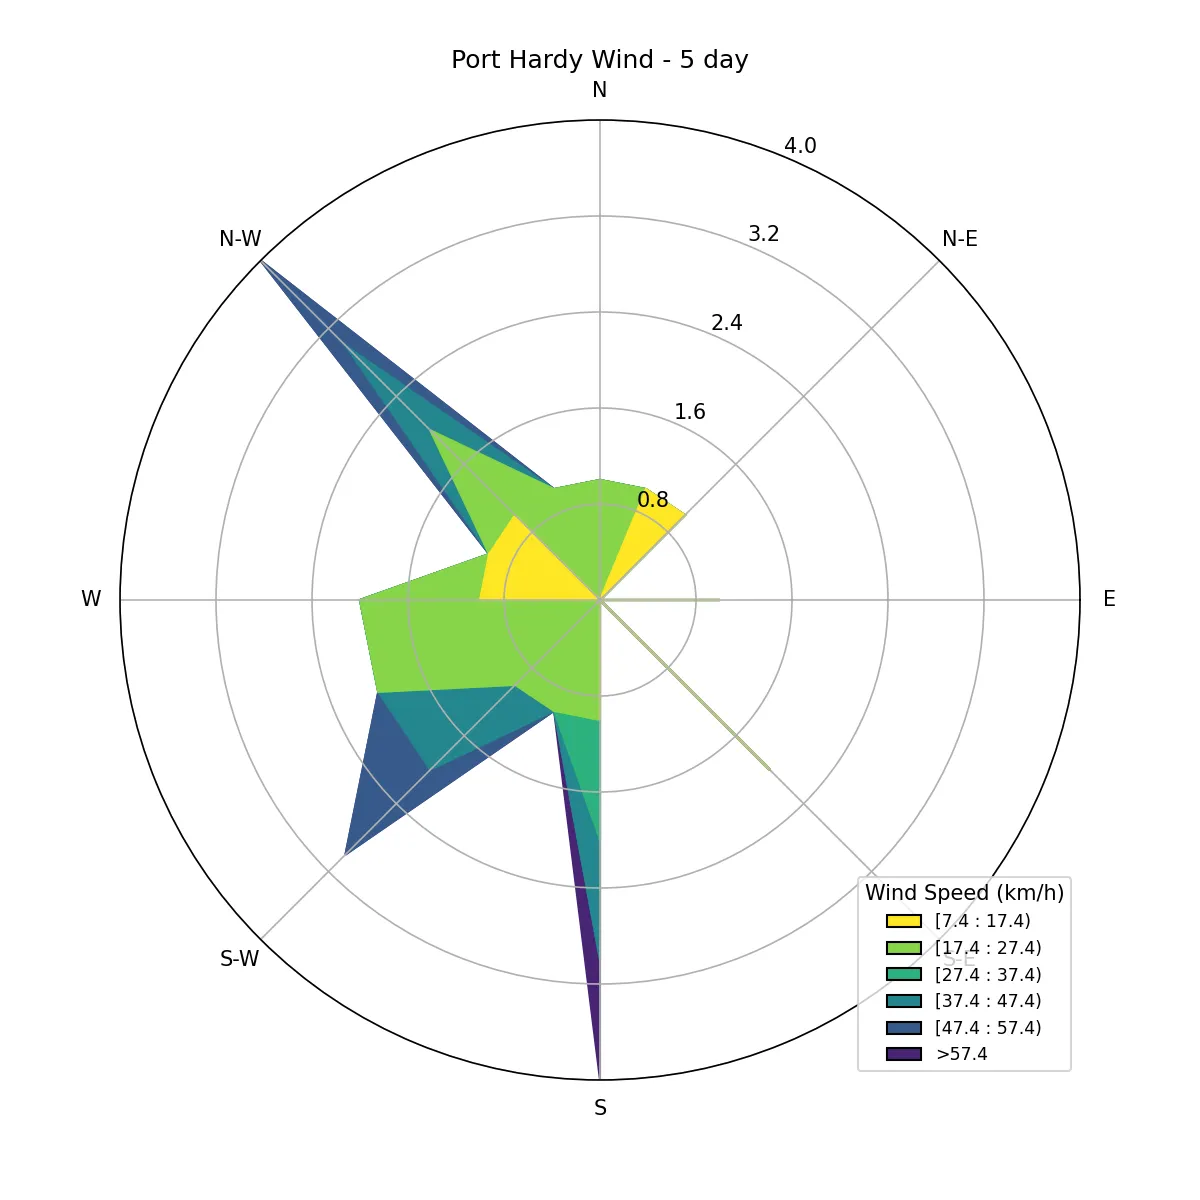 Port Hardy Wind - 5 day
N
4.0
N-W
3.2
N-E
2.4
1.6
0.8
W
E
S-W
S-E
Wind Speed (km/h)
[7.4 : 17.4)
[17.4 : 27.4)
[27.4 : 37.4)
[37.4 : 47.4)
[47.4 : 57.4)
>57.4
S